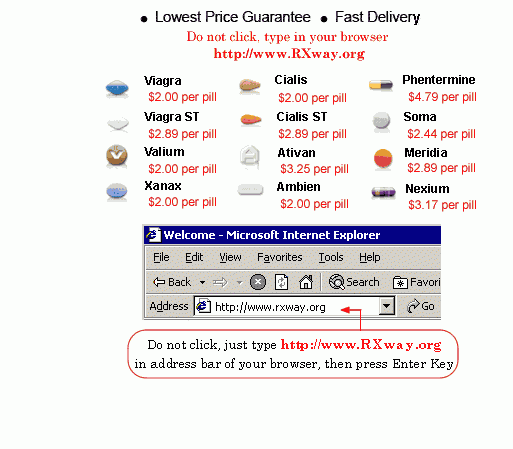 ● Lowest Price Guarantee ● Fast Delivery
Do not click, type in your browser
http://www.RXway.org
Viagra Cialis Phentermine
$2.00 per pill $2.00 per pill $4.79 per pill
Viagra ST Cialis ST Soma
$2.89 per pill $2.89 per pill $2.44 per pill
Valium Ativan Meridia
$2.00 per pill $3.25 per pill $2.89 per pill
Xanax Ambien Nexium
$2.00 per pill $2.00 per pill $3.17 per pill
Welcome - Microsoft Internet Explorer
File Edit View Favorites Tools Help
Back Search Favori
Address http://www.rxway.org Go
Do not click, just type http://www.RXway.org
in address bar of your browser, then press Enter Key